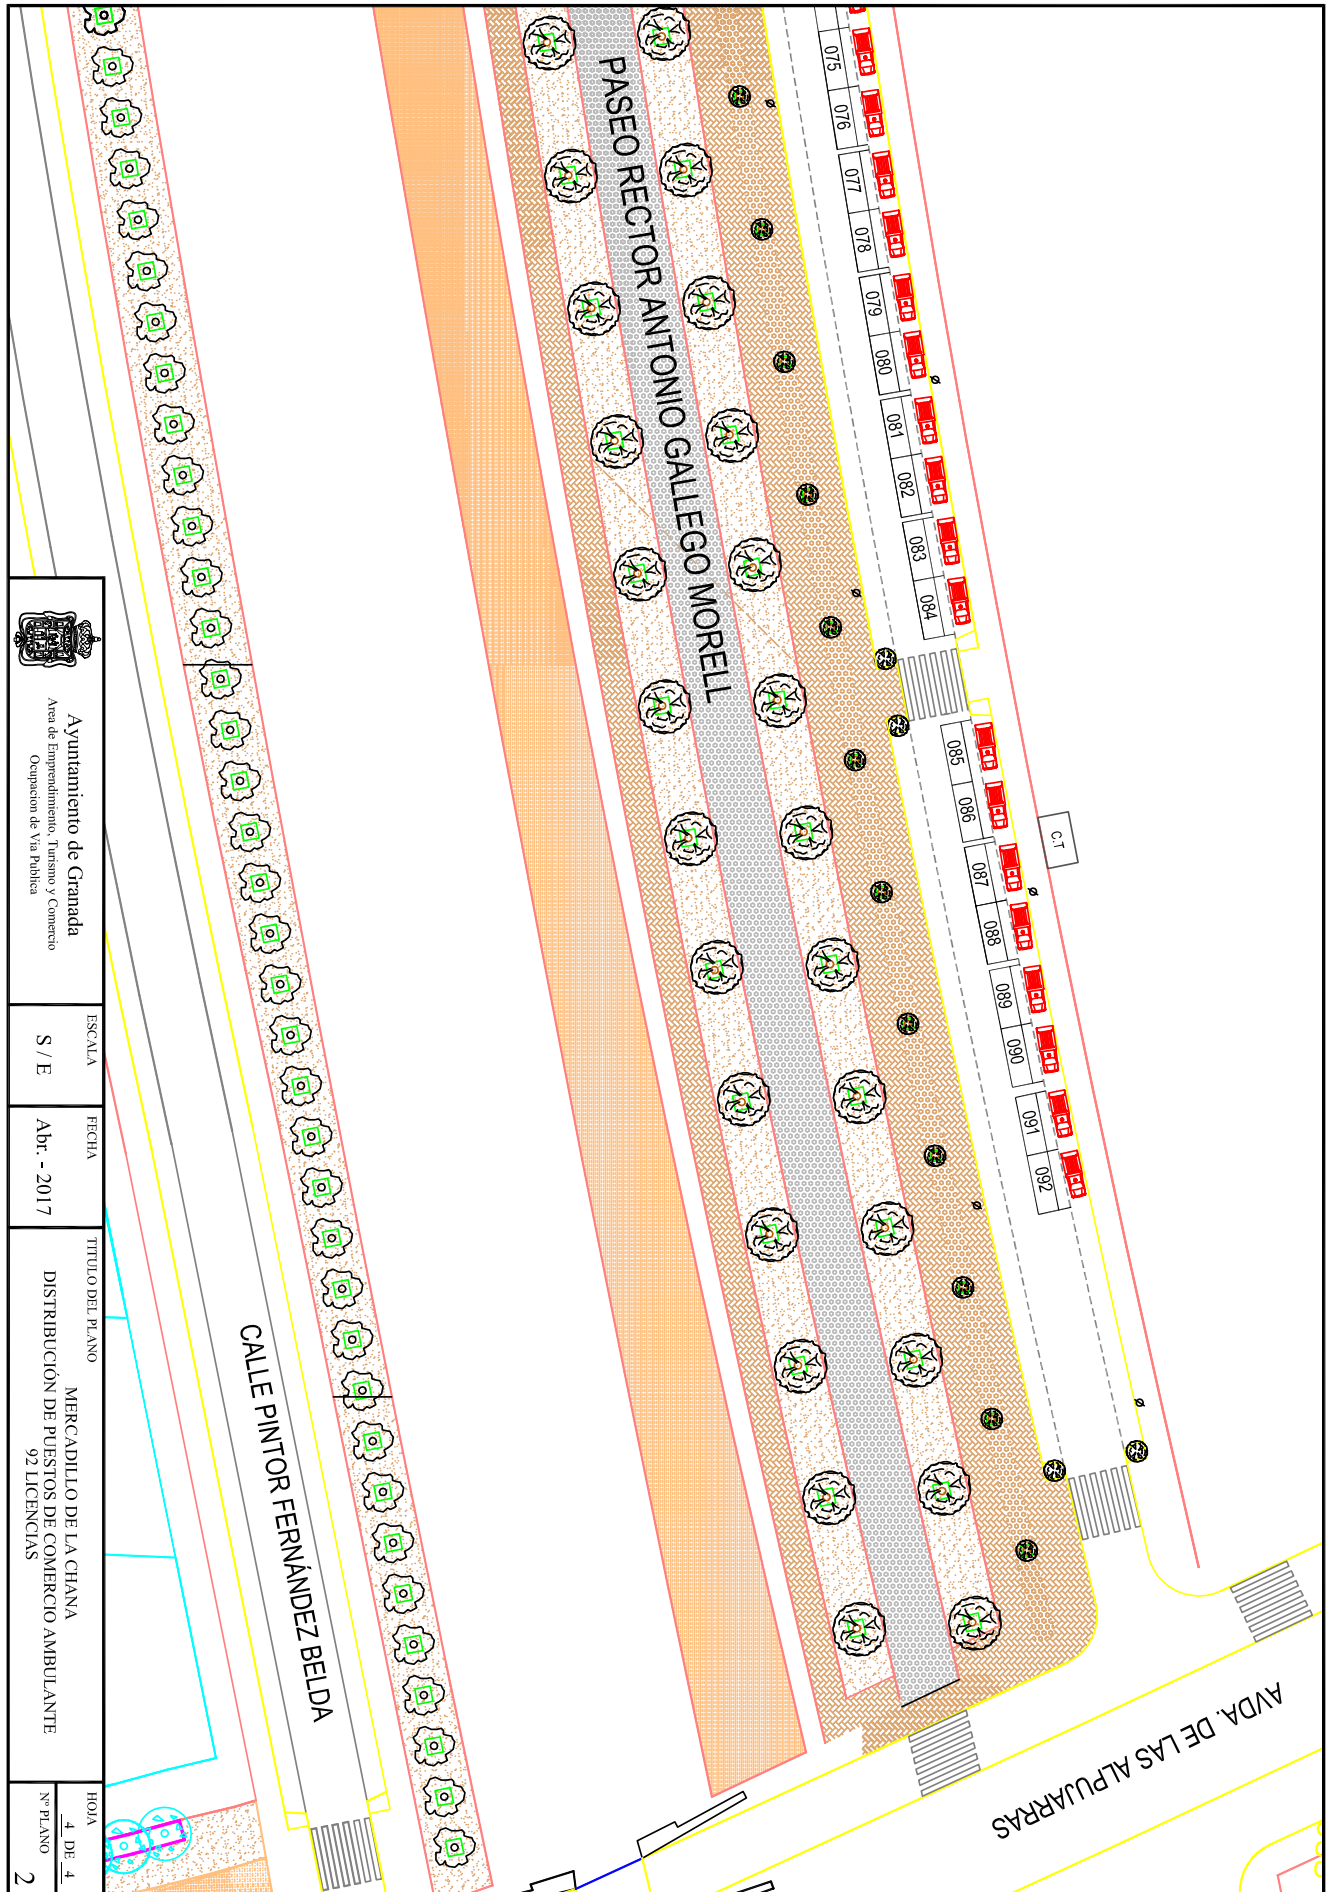 075
076
077
078
079
080
081
082
083
084
085
086
087
088
089
090
091
092
C.T
PASEO RECTOR ANTONIO GALLEGO MORELL
CALLE PINTOR FERNÁNDEZ BELDA
AVDA. DE LAS ALPUJARRAS
Ayuntamiento de Granada
Area de Emprendimiento, Turismo y Comercio
Ocupacion de Via Publica
ESCALA
S / E
FECHA
Abr. - 2017
TITULO DEL PLANO
MERCADILLO DE LA CHANA
DISTRIBUCIÓN DE PUESTOS DE COMERCIO AMBULANTE
92 LICENCIAS
HOJA
4 DE 4
Nº PLANO
2